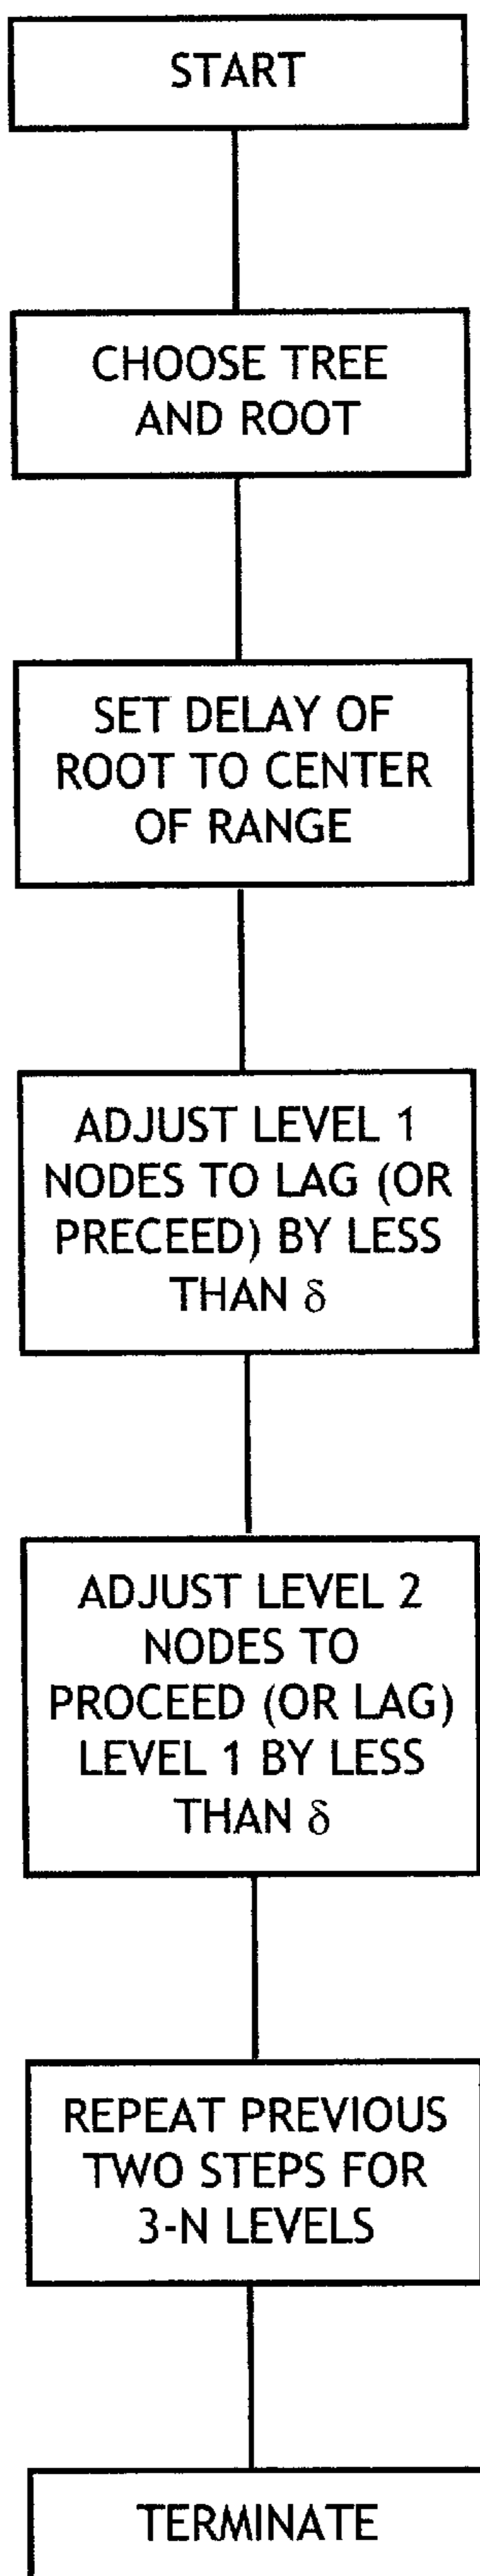 START
CHOOSE TREE
AND ROOT
SET DELAY OF
ROOT TO CENTER
OF RANGE
ADJUST LEVEL 1
NODES TO LAG (OR
PRECEED) BY LESS
THAN δ
ADJUST LEVEL 2
NODES TO
PROCEED (OR LAG)
LEVEL 1 BY LESS
THAN δ
REPEAT PREVIOUS
TWO STEPS FOR
3-N LEVELS
TERMINATE